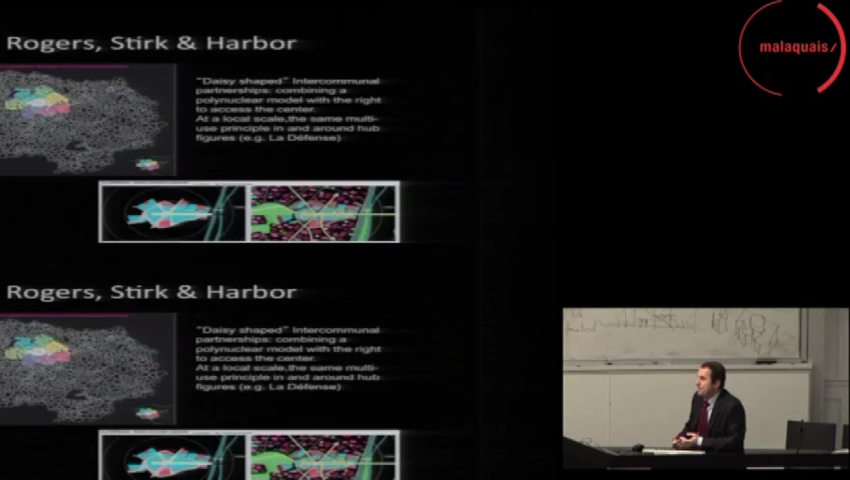 malaquais/
Rogers, Stirk & Harbor
“Daisy shaped” Intercommunal
partnerships: combining a
polynuclear model with the right
to access the center.
At a local scale,the same multi-
use principle in and around hub
figures (e.g. La Défense)
Rogers, Stirk & Harbor
“Daisy shaped” Intercommunal
partnerships: combining a
polynuclear model with the right
to access the center.
At a local scale,the same multi-
use principle in and around hub
figures (e.g. La Défense)